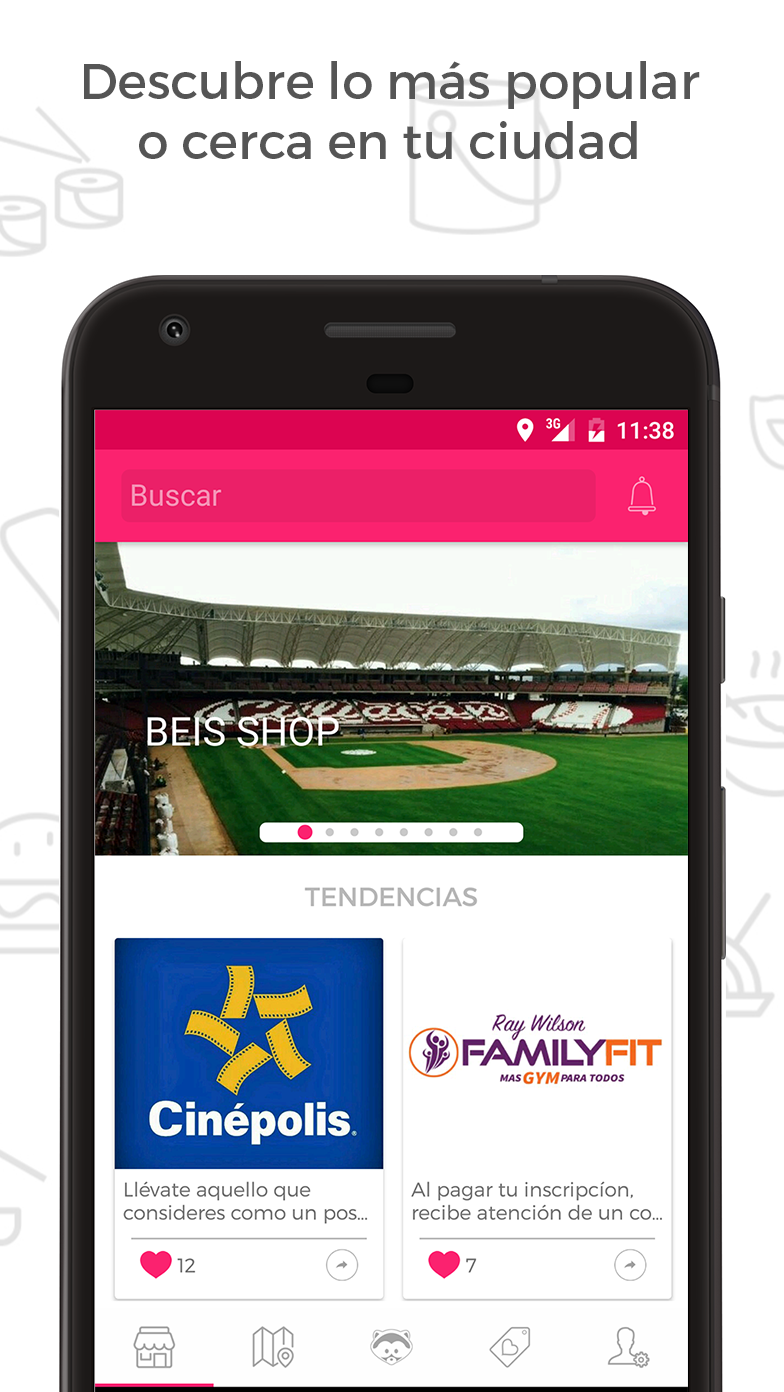 Descubre lo más popular
o cerca en tu ciudad
3G 11:38
Buscar
Culiacan
BEIS SHOP
TENDENCIAS
Cinépolis®
Ray Wilson
FAMILYFIT
MAS GYM PARA TODOS
Llévate aquello que
consideres como un pos...
Al pagar tu inscripcíon,
recibe atención de un co...
12
7